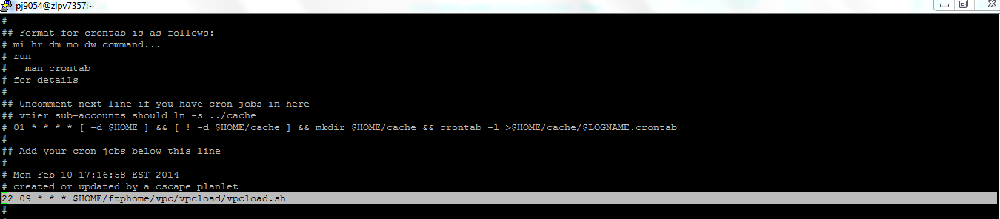 pj9054@zlpv7357:~
#
## Format for crontab is as follows:
# mi hr dm mo dw command...
# run
#   man crontab
# for details
#
## Uncomment next line if you have cron jobs in here
## vtier sub-accounts should ln -s ../cache
# 01 * * * * [ -d $HOME ] && [ ! -d $HOME/cache ] && mkdir $HOME/cache && crontab -l >$HOME/cache/$LOGNAME.crontab
#
## Add your cron jobs below this line
#
# Mon Feb 10 17:16:58 EST 2014
# created or updated by a cscape planlet
22 09 * * * $HOME/ftphome/vpc/vpcload/vpcload.sh
#